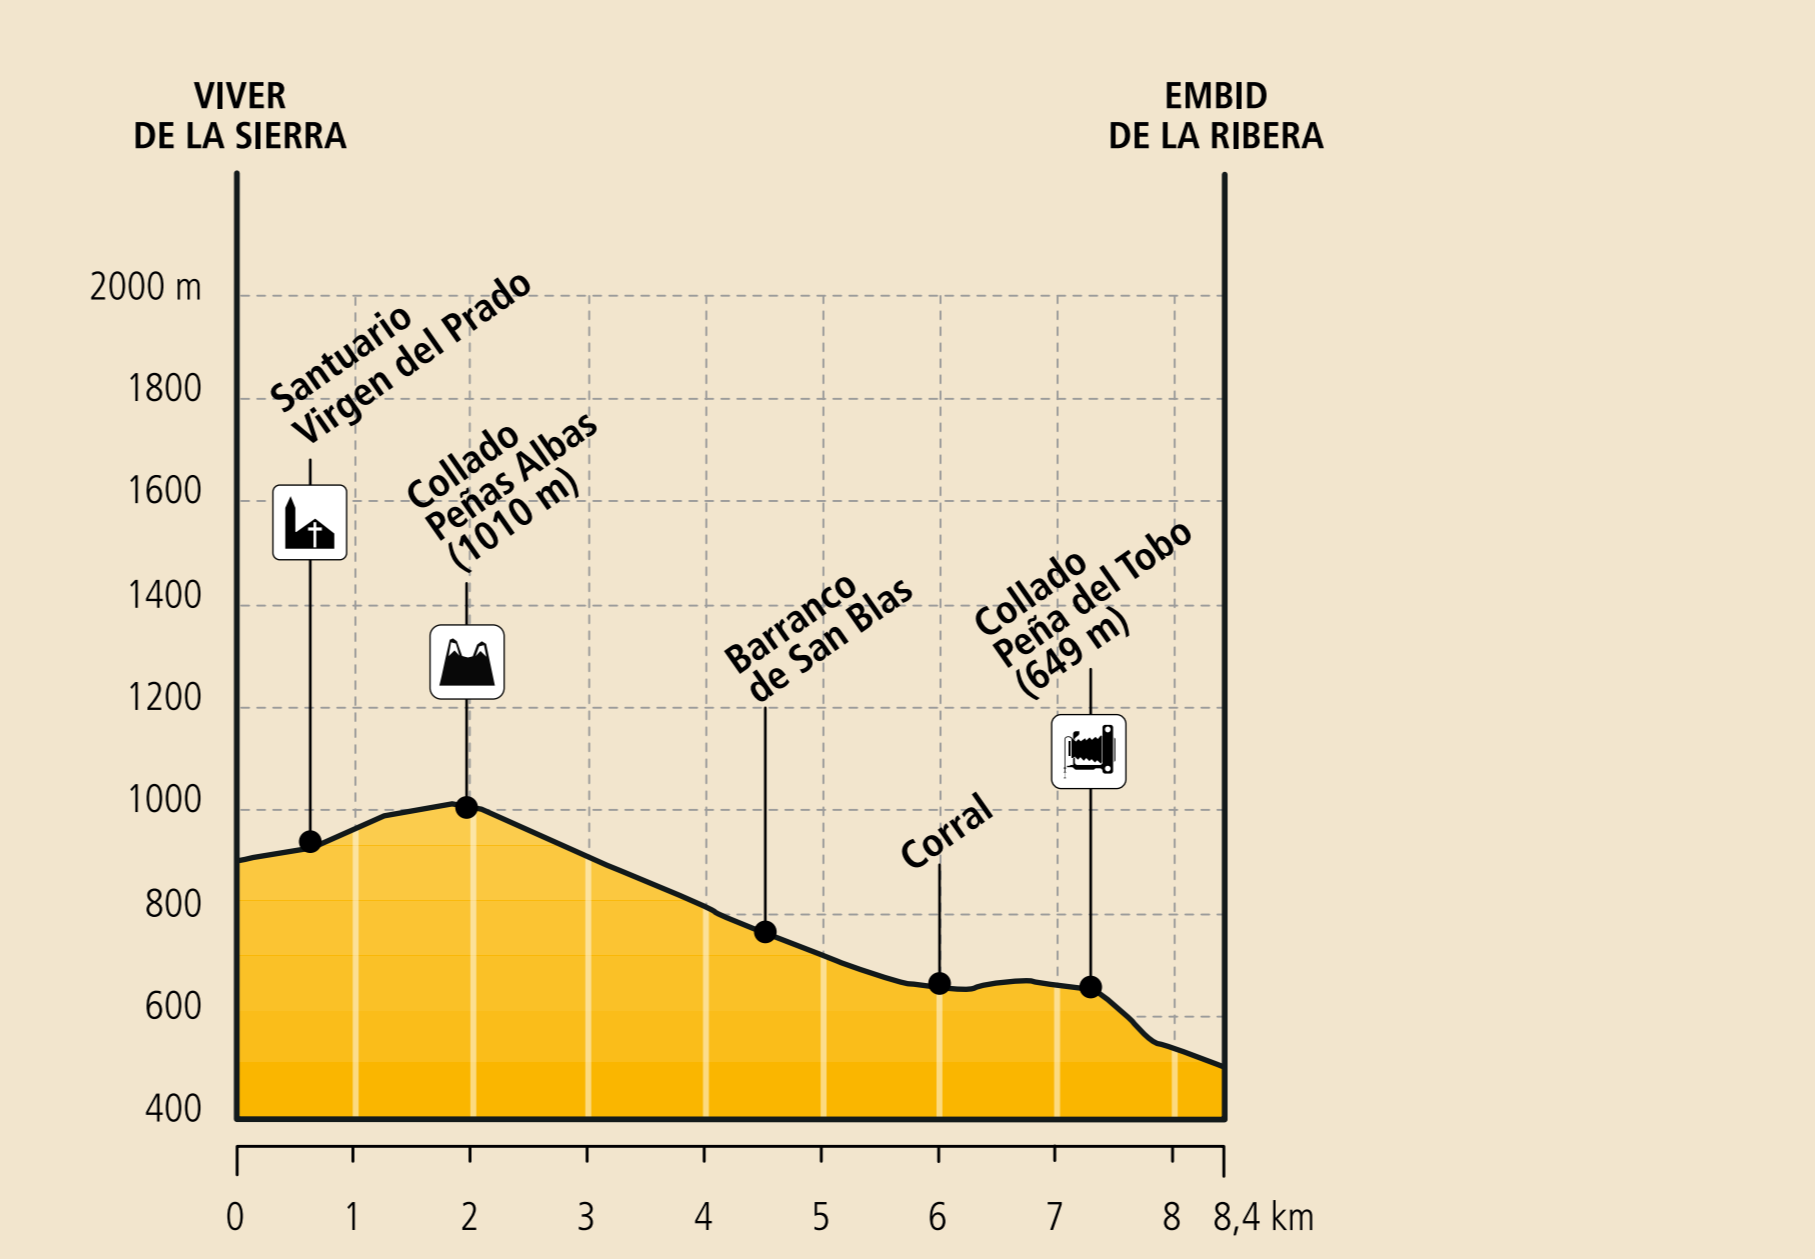 VIVER
DE LA SIERRA
EMBID
DE LA RIBERA
2000 m
1800
1600
1400
1200
1000
800
600
400
Santuario
Virgen del Prado
Collado
Peñas Albas
(1010 m)
Barranco
de San Blas
Corral
Collado
Peña del Tobo
(649 m)
0 1 2 3 4 5 6 7 8 8,4 km